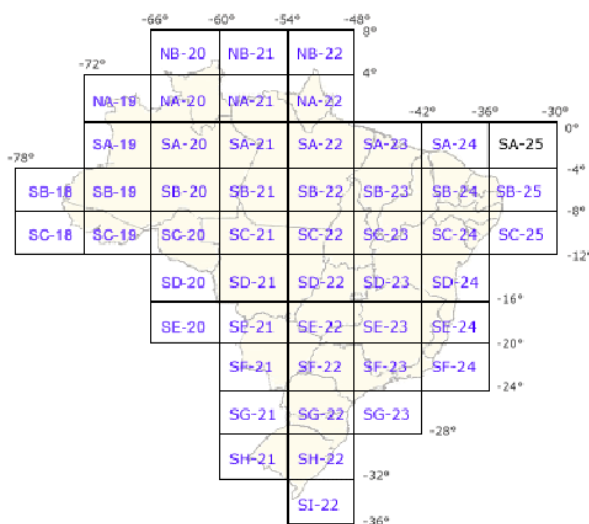 -66° -60° -54° -48°
8°
NB-20 NB-21 NB-22
-72° 4°
NA-19 NA-20 NA-21 NA-22
-42° -36° -30°
0°
SA-19 SA-20 SA-21 SA-22 SA-23 SA-24 SA-25
-78° -4°
SB-18 SB-19 SB-20 SB-21 SB-22 SB-23 SB-24 SB-25
-8°
SC-18 SC-19 SC-20 SC-21 SC-22 SC-23 SC-24 SC-25
-12°
SD-20 SD-21 SD-22 SD-23 SD-24
-16°
SE-20 SE-21 SE-22 SE-23 SE-24
-20°
SF-21 SF-22 SF-23 SF-24
-24°
SG-21 SG-22 SG-23
-28°
SH-21 SH-22
-32°
SI-22
-36°